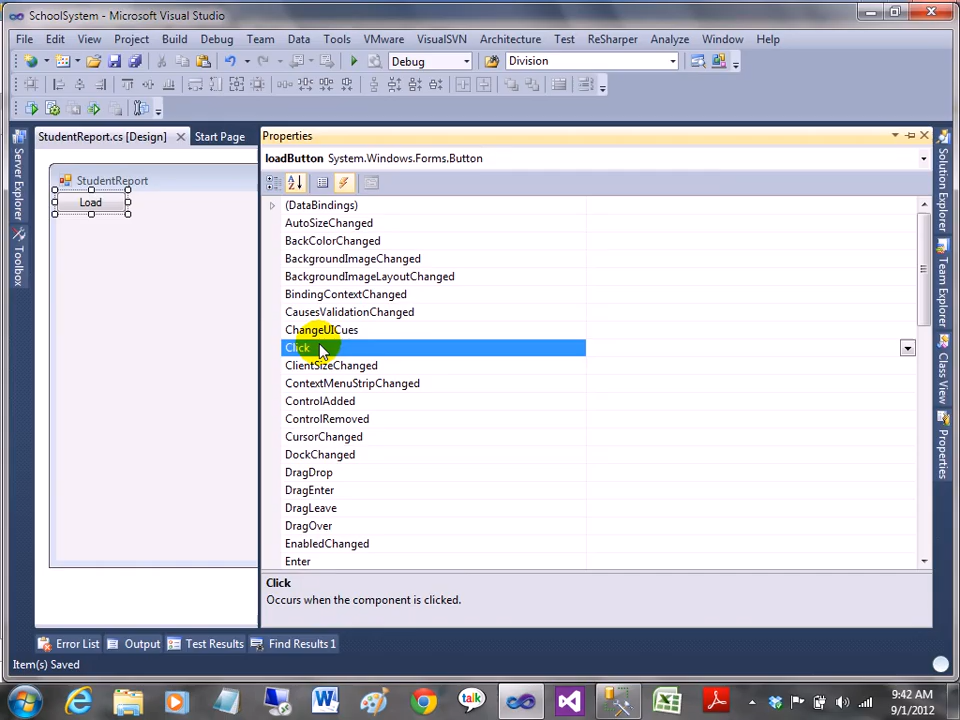 SchoolSystem - Microsoft Visual Studio
File Edit View Project Build Debug Team Data Tools VMware VisualSVN Architecture Test ReSharper Analyze Window Help
Debug Division
StudentReport.cs [Design] Start Page
Properties
loadButton System.Windows.Forms.Button
StudentReport
Load
(DataBindings)
AutoSizeChanged
BackColorChanged
BackgroundImageChanged
BackgroundImageLayoutChanged
BindingContextChanged
CausesValidationChanged
ChangeUICues
Click
ClientSizeChanged
ContextMenuStripChanged
ControlAdded
ControlRemoved
CursorChanged
DockChanged
DragDrop
DragEnter
DragLeave
DragOver
EnabledChanged
Enter
Click
Occurs when the component is clicked.
Server Explorer
Toolbox
Solution Explorer
Team Explorer
Class View
Properties
Error List Output Test Results Find Results 1
Item(s) Saved
talk
9:42 AM
9/1/2012